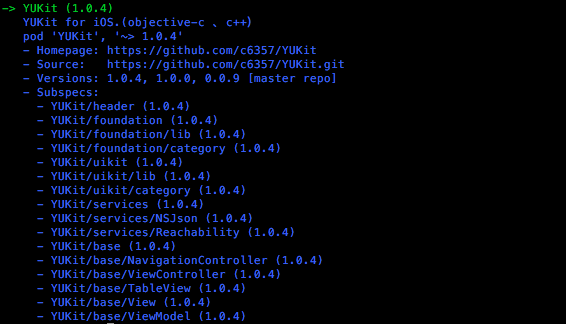 -> YUKit (1.0.4)
YUKit for iOS.(objective-c 、c++)
pod 'YUKit', '~> 1.0.4'
- Homepage: https://github.com/c6357/YUKit
- Source:   https://github.com/c6357/YUKit.git
- Versions: 1.0.4, 1.0.0, 0.0.9 [master repo]
- Subspecs:
- YUKit/header (1.0.4)
- YUKit/foundation (1.0.4)
- YUKit/foundation/lib (1.0.4)
- YUKit/foundation/category (1.0.4)
- YUKit/uikit (1.0.4)
- YUKit/uikit/lib (1.0.4)
- YUKit/uikit/category (1.0.4)
- YUKit/services (1.0.4)
- YUKit/services/NSJson (1.0.4)
- YUKit/services/Reachability (1.0.4)
- YUKit/base (1.0.4)
- YUKit/base/NavigationController (1.0.4)
- YUKit/base/ViewController (1.0.4)
- YUKit/base/TableView (1.0.4)
- YUKit/base/View (1.0.4)
- YUKit/base/ViewModel (1.0.4)